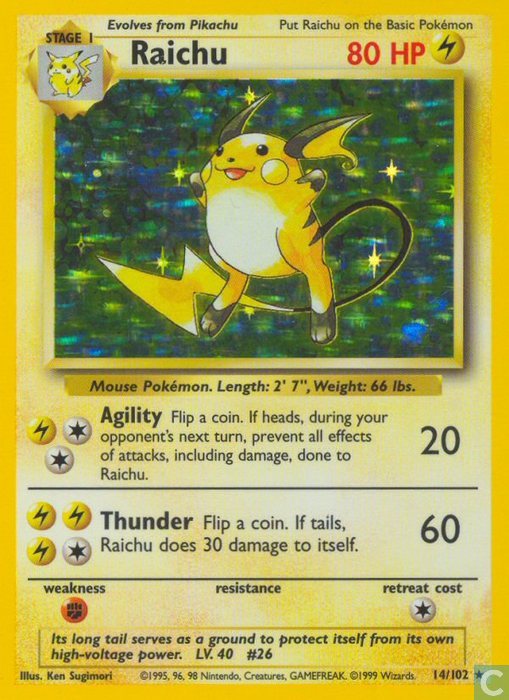 Evolves from Pikachu Put Raichu on the Basic Pokémon
STAGE 1
Raichu 80 HP
Mouse Pokémon. Length: 2' 7", Weight: 66 lbs.
Agility Flip a coin. If heads, during your
opponent's next turn, prevent all effects
of attacks, including damage, done to
Raichu.
20
Thunder Flip a coin. If tails,
Raichu does 30 damage to itself.
60
weakness resistance retreat cost
Its long tail serves as a ground to protect itself from its own
high-voltage power. LV. 40 #26
Illus. Ken Sugimori ©1995, 96, 98 Nintendo, Creatures, GAMEFREAK. ©1999 Wizards. 14/102 ★
C